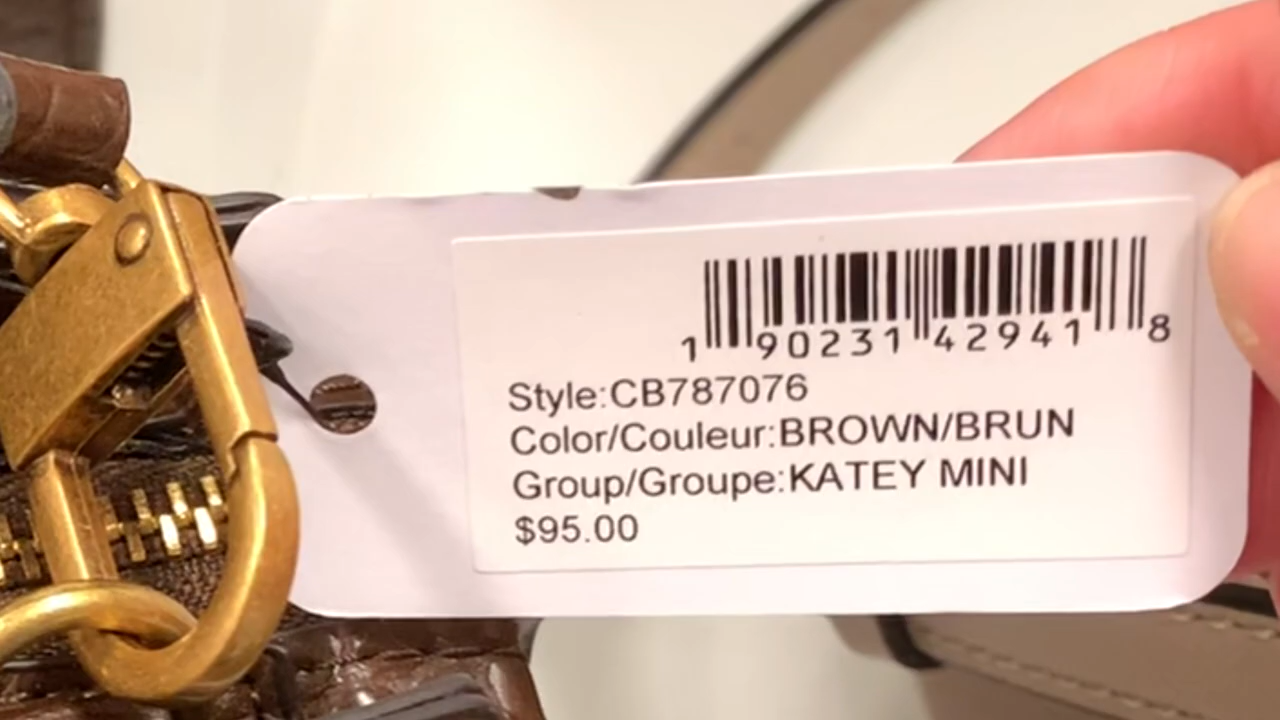 1 90231 42941 8
Style:CB787076
Color/Couleur:BROWN/BRUN
Group/Groupe:KATEY MINI
$95.00